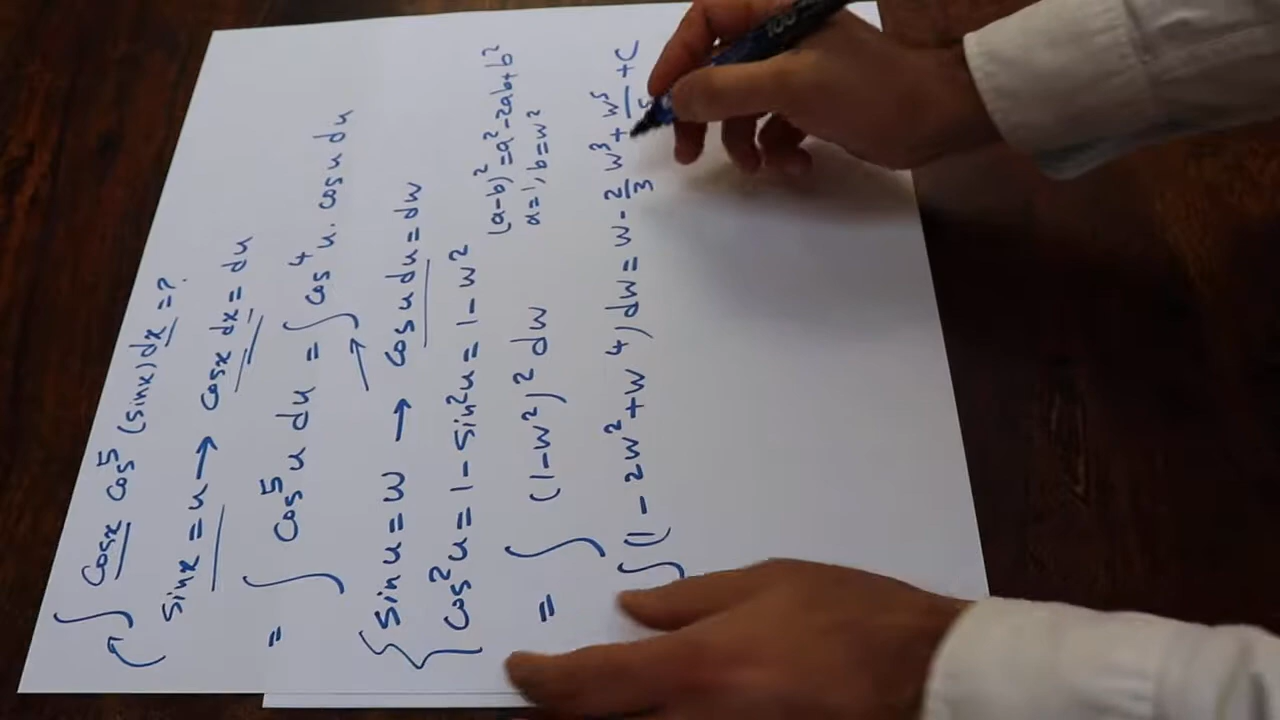 ∫ cosx cos⁵ (sinx) dx = ?
sinx = u → cosx dx = du
= ∫ cos⁵u du = ∫ cos⁴u . cosu du
sinu = w → cosu du = dw
cos²u = 1 - sin²u = 1 - w²
(a-b)² = a² - 2ab + b²
a = 1, b = w²
= ∫ (1-w²)² dw
∫ (1 - 2w² + w⁴) dw = w - 2/3 w³ + w⁵/5 + C